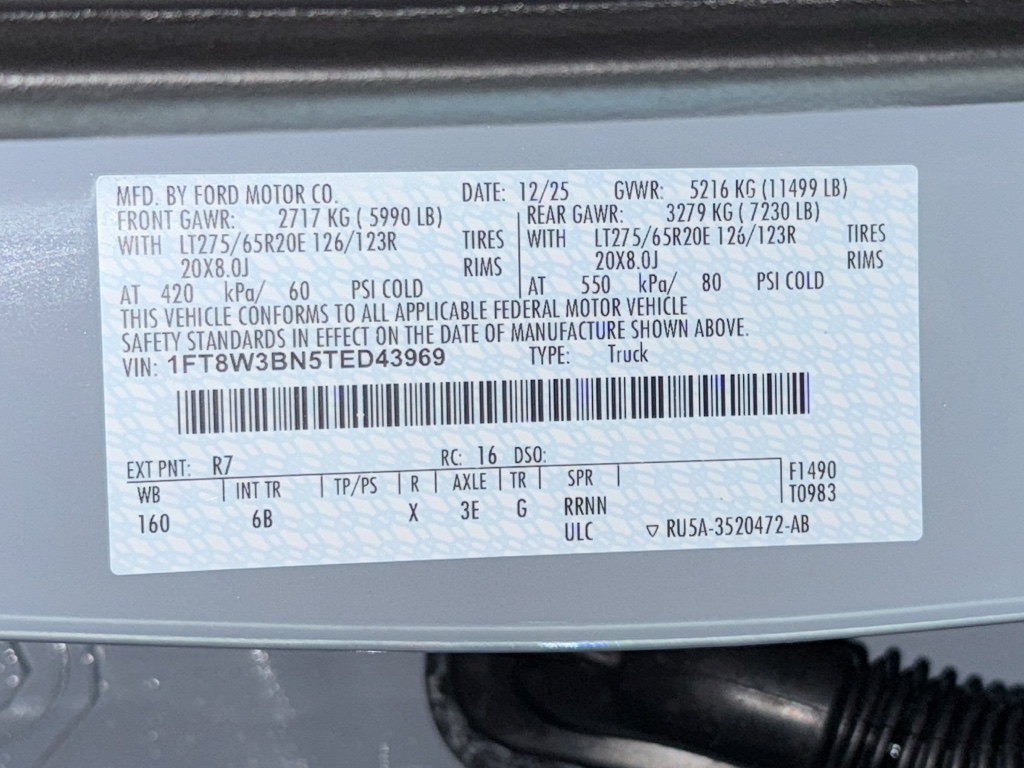 MFD. BY FORD MOTOR CO. DATE: 12/25 GVWR: 5216 KG (11499 LB)
FRONT GAWR: 2717 KG ( 5990 LB) REAR GAWR: 3279 KG ( 7230 LB)
WITH LT275/65R20E 126/123R TIRES WITH LT275/65R20E 126/123R TIRES
20X8.0J RIMS 20X8.0J RIMS
AT 420 kPa/ 60 PSI COLD AT 550 kPa/ 80 PSI COLD
THIS VEHICLE CONFORMS TO ALL APPLICABLE FEDERAL MOTOR VEHICLE
SAFETY STANDARDS IN EFFECT ON THE DATE OF MANUFACTURE SHOWN ABOVE.
VIN: 1FT8W3BN5TED43969 TYPE: Truck
EXT PNT: R7 RC: 16 DSO:
WB INT TR TP/PS R AXLE TR SPR F1490
160 6B X 3E G RRNN T0983
ULC RU5A-3520472-AB